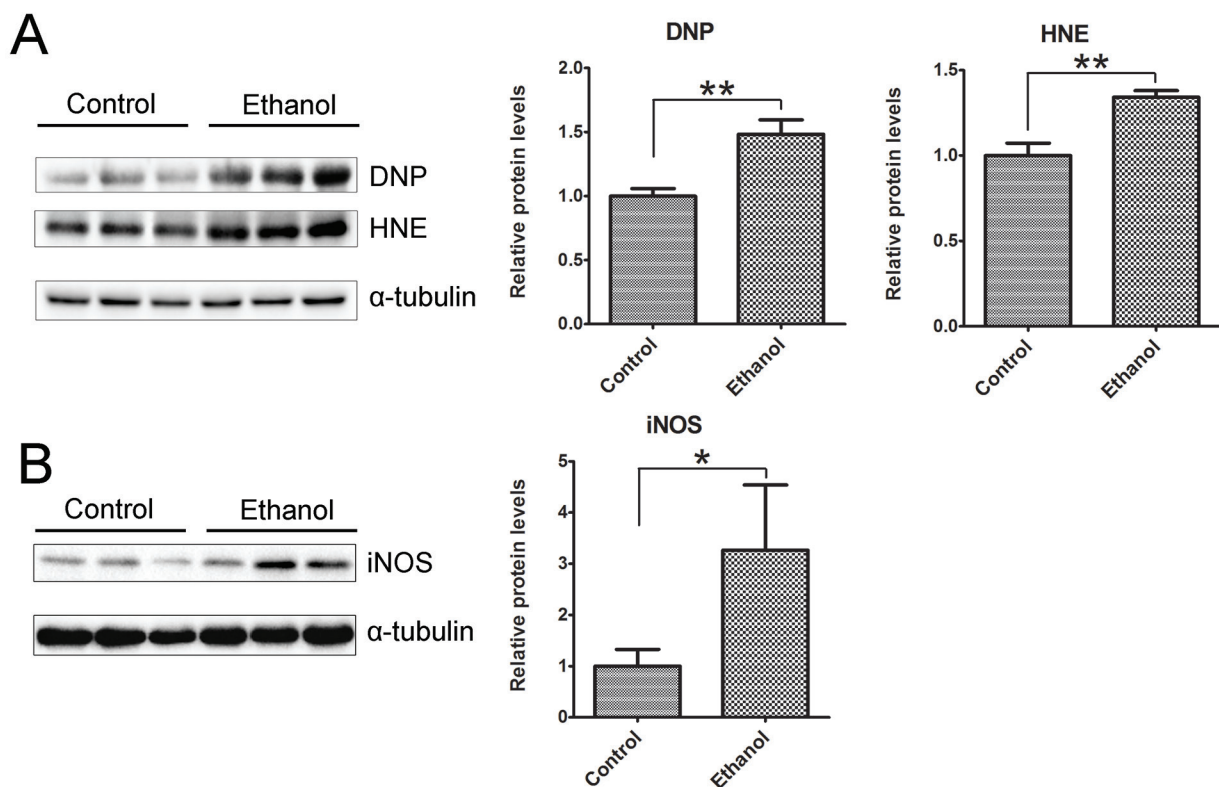 A
Control Ethanol
DNP
HNE
α-tubulin
DNP
Relative protein levels
2.0
1.5
1.0
0.5
0.0
**
Control
Ethanol
HNE
Relative protein levels
1.5
1.0
0.5
0.0
**
Control
Ethanol
B
Control Ethanol
iNOS
α-tubulin
iNOS
Relative protein levels
5
4
3
2
1
0
*
Control
Ethanol